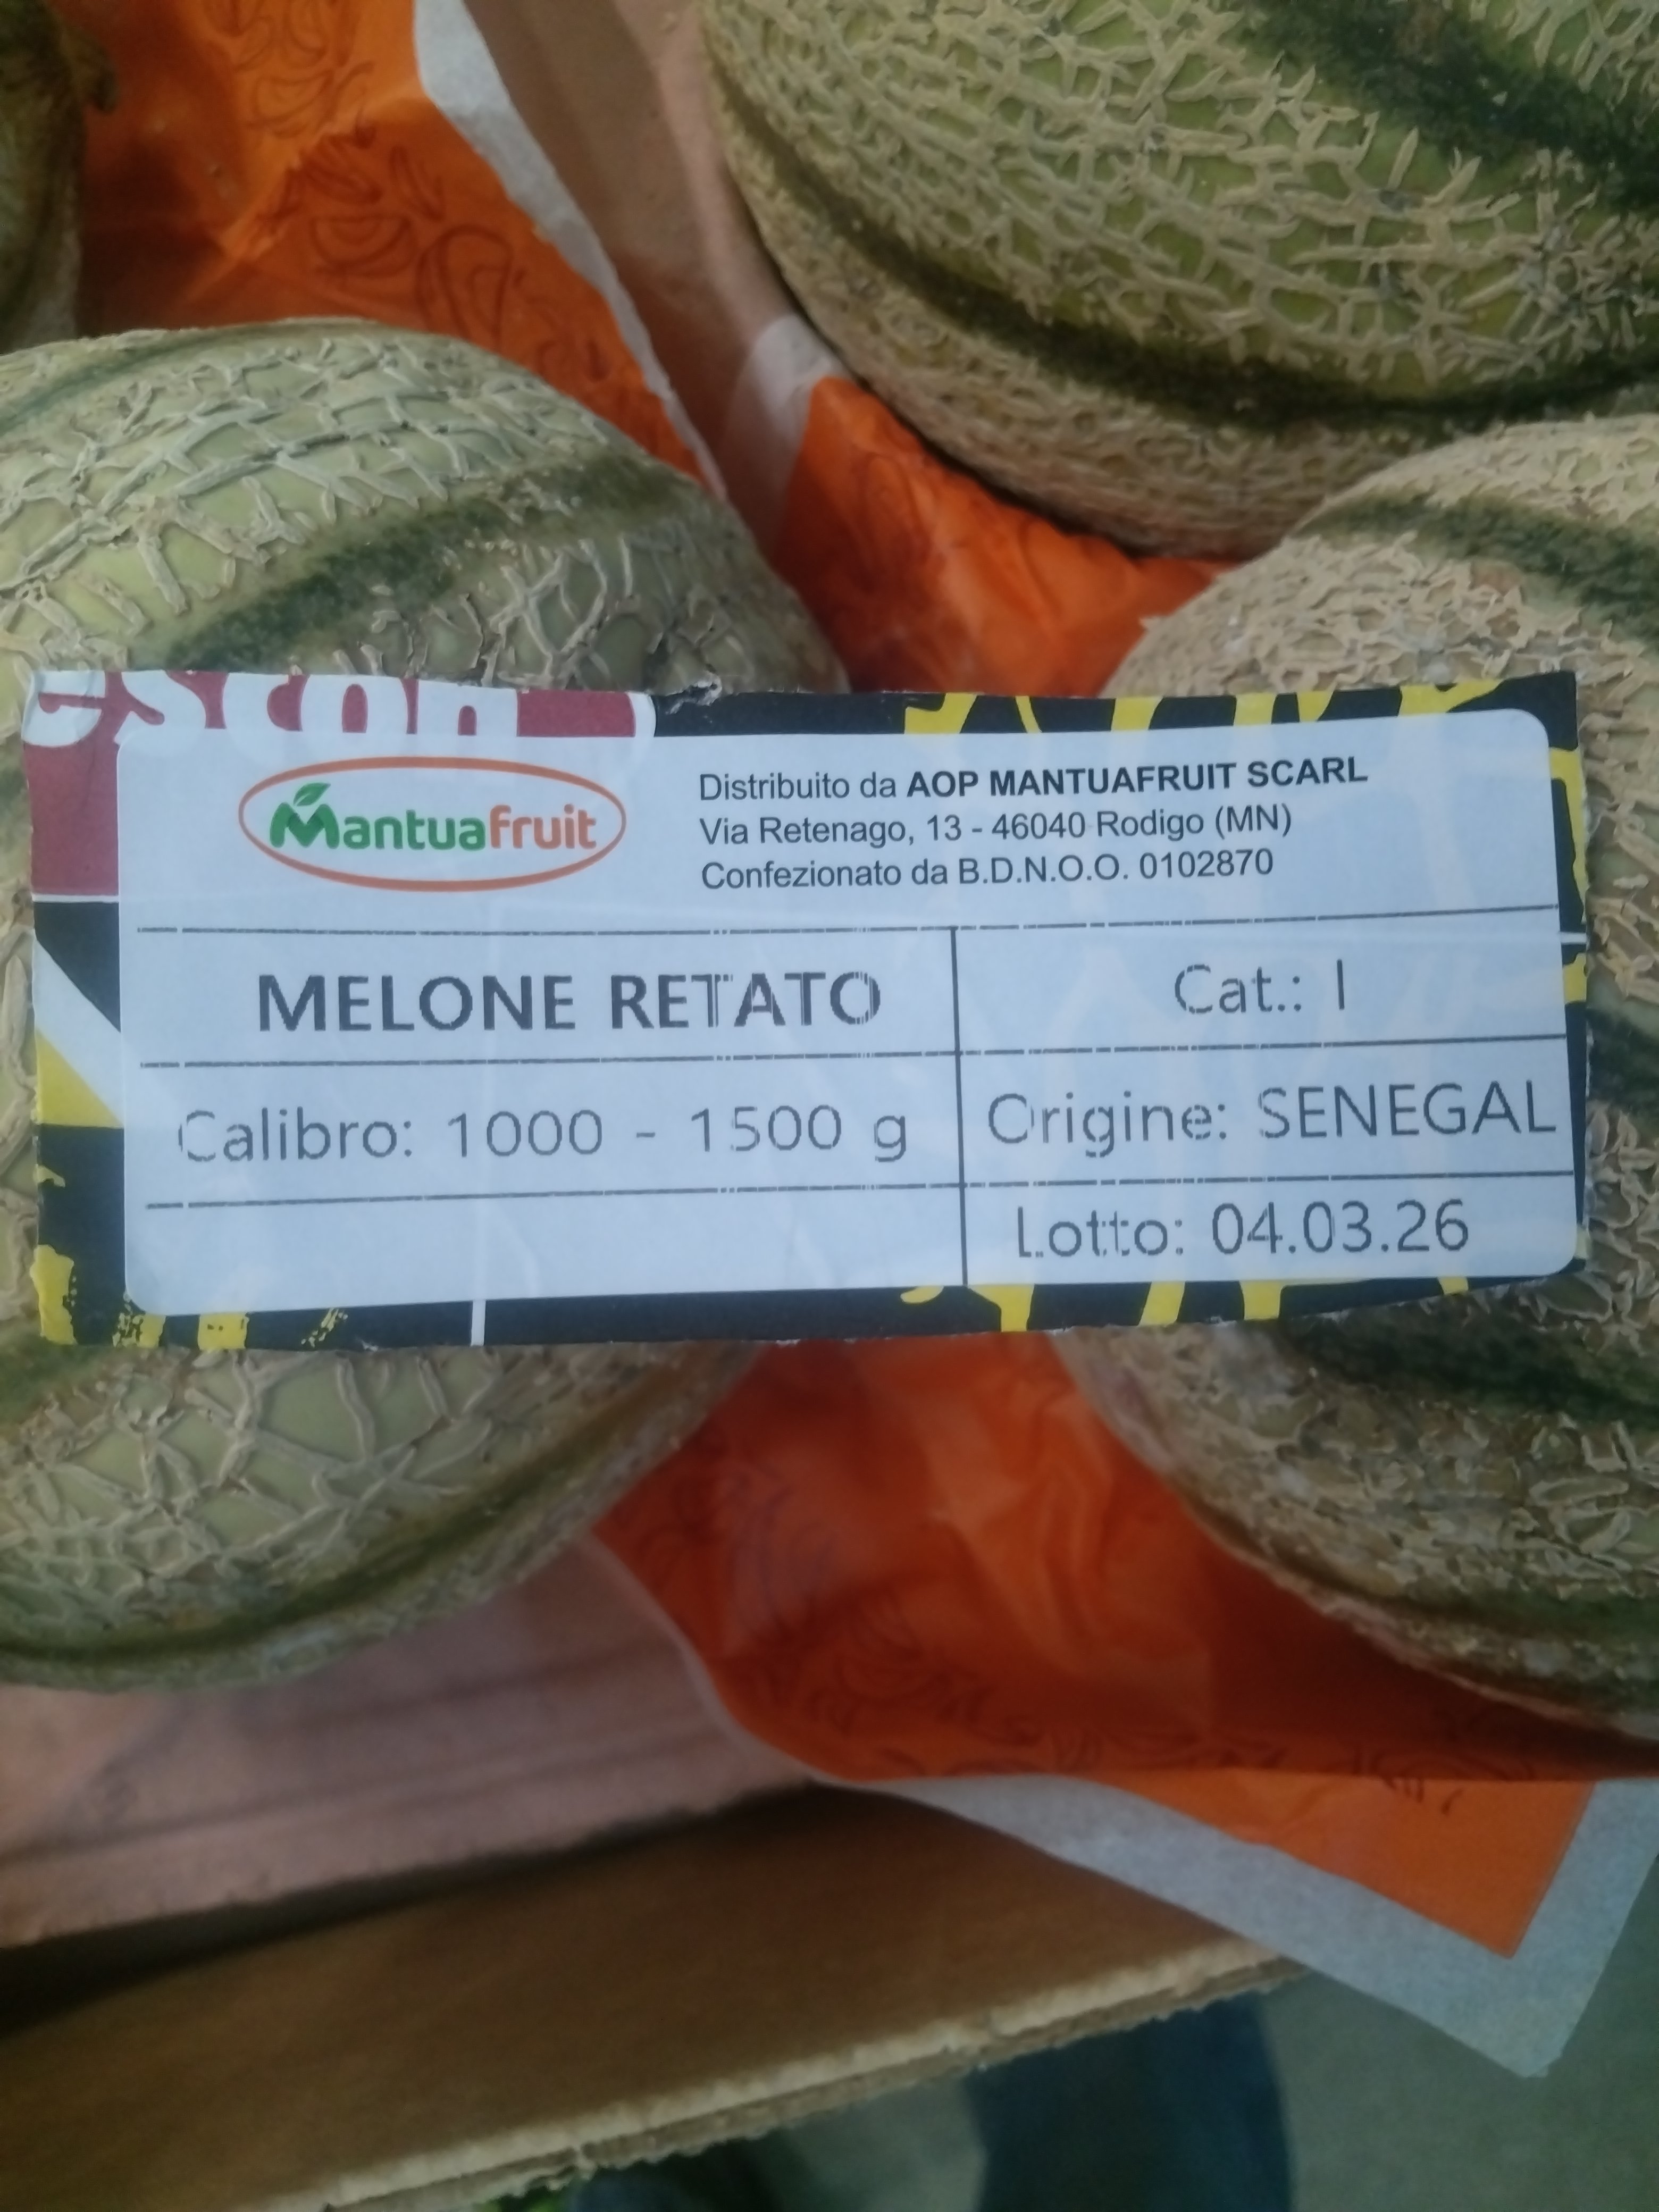 Mantuafruit
Distribuito da AOP MANTUAFRUIT SCARL
Via Retenago, 13 - 46040 Rodigo (MN)
Confezionato da B.D.N.O.O. 0102870
MELONE RETATO
Cat.: I
Calibro: 1000 - 1500 g
Origine: SENEGAL
Lotto: 04.03.26